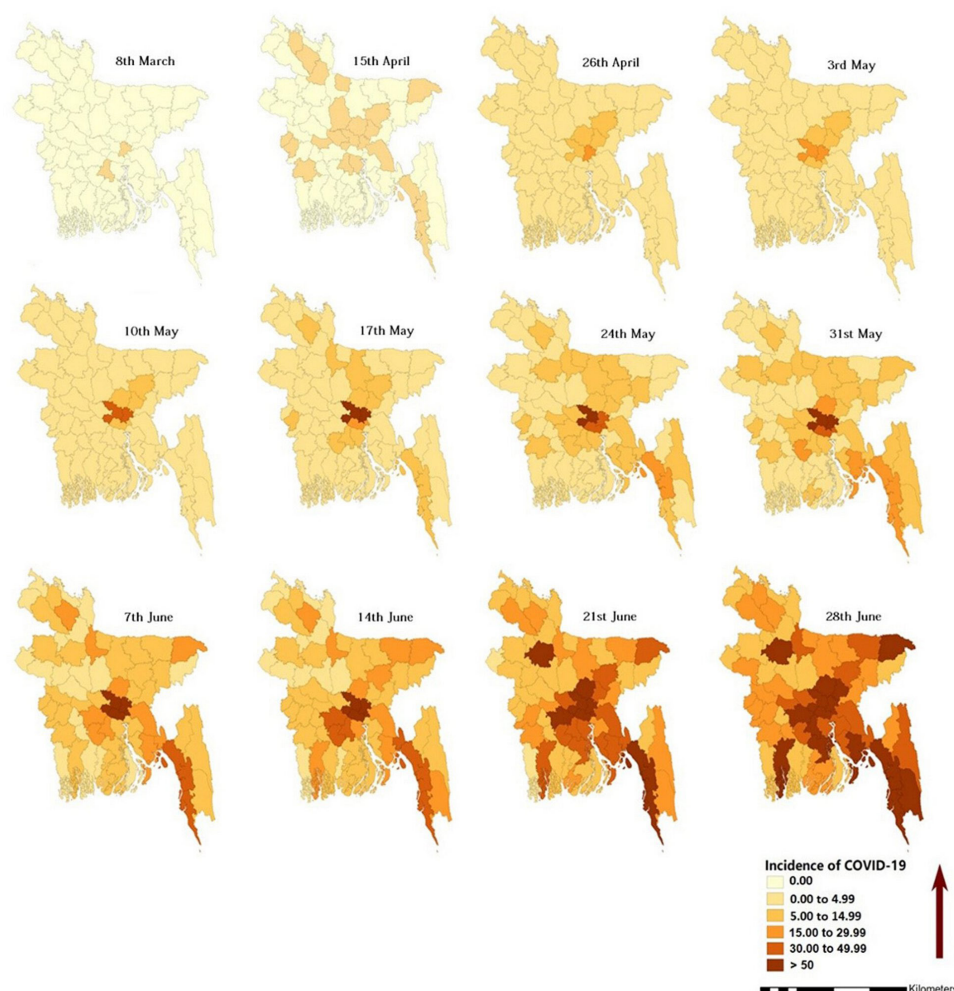 8th March
15th April
26th April
3rd May
10th May
17th May
24th May
31st May
7th June
14th June
21st June
28th June
Incidence of COVID-19
0.00
0.00 to 4.99
5.00 to 14.99
15.00 to 29.99
30.00 to 49.99
> 50
Kilometers